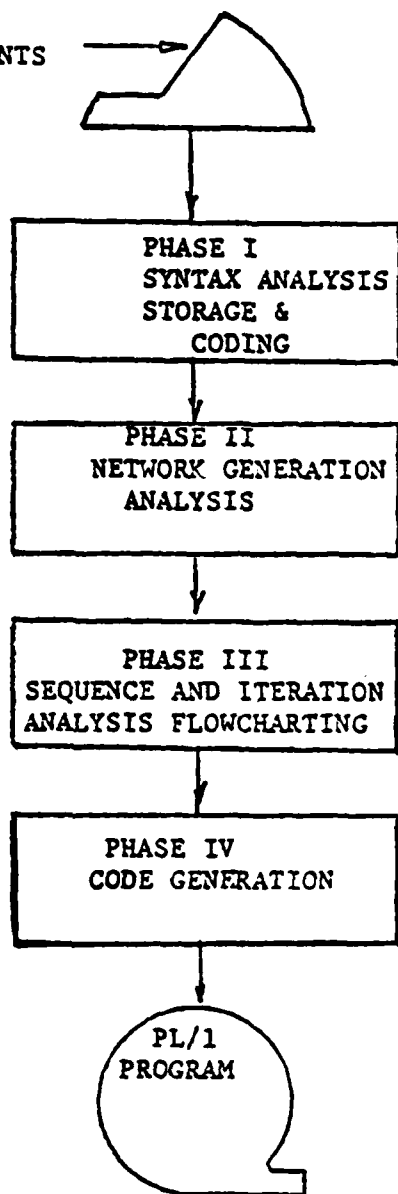 NTS
PHASE I
SYNTAX ANALYSIS
STORAGE &
CODING
PHASE II
NETWORK GENERATION
ANALYSIS
PHASE III
SEQUENCE AND ITERATION
ANALYSIS FLOWCHARTING
PHASE IV
CODE GENERATION
PL/1
PROGRAM